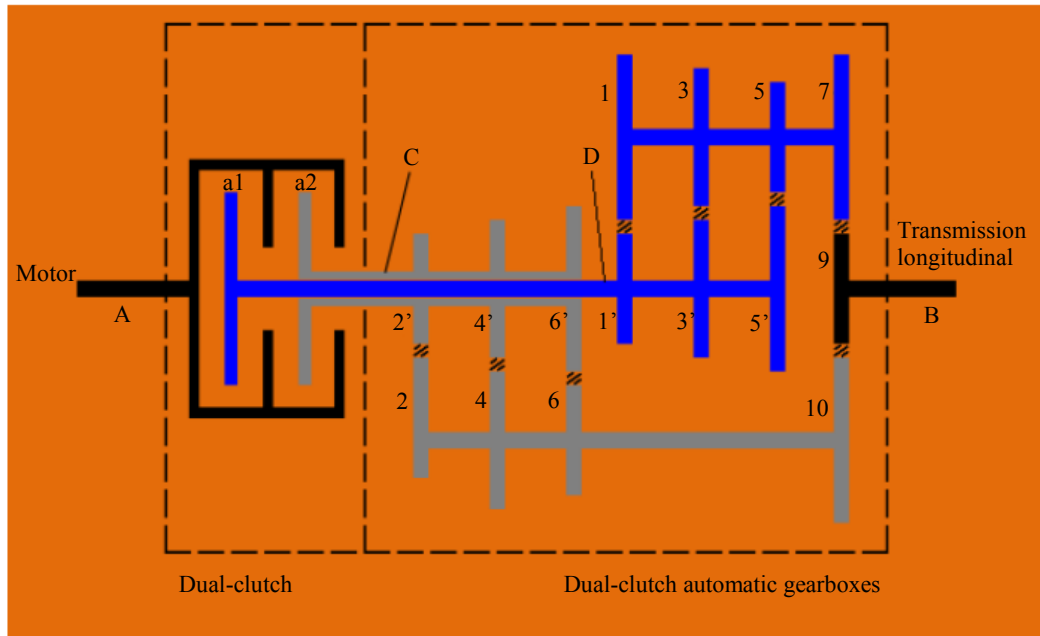 1
3
5
7
C
D
a1
a2
Transmission
longitudinal
Motor
9
A
B
2’
4’
6’
1’
3’
5’
2
4
6
10
Dual-clutch
Dual-clutch automatic gearboxes